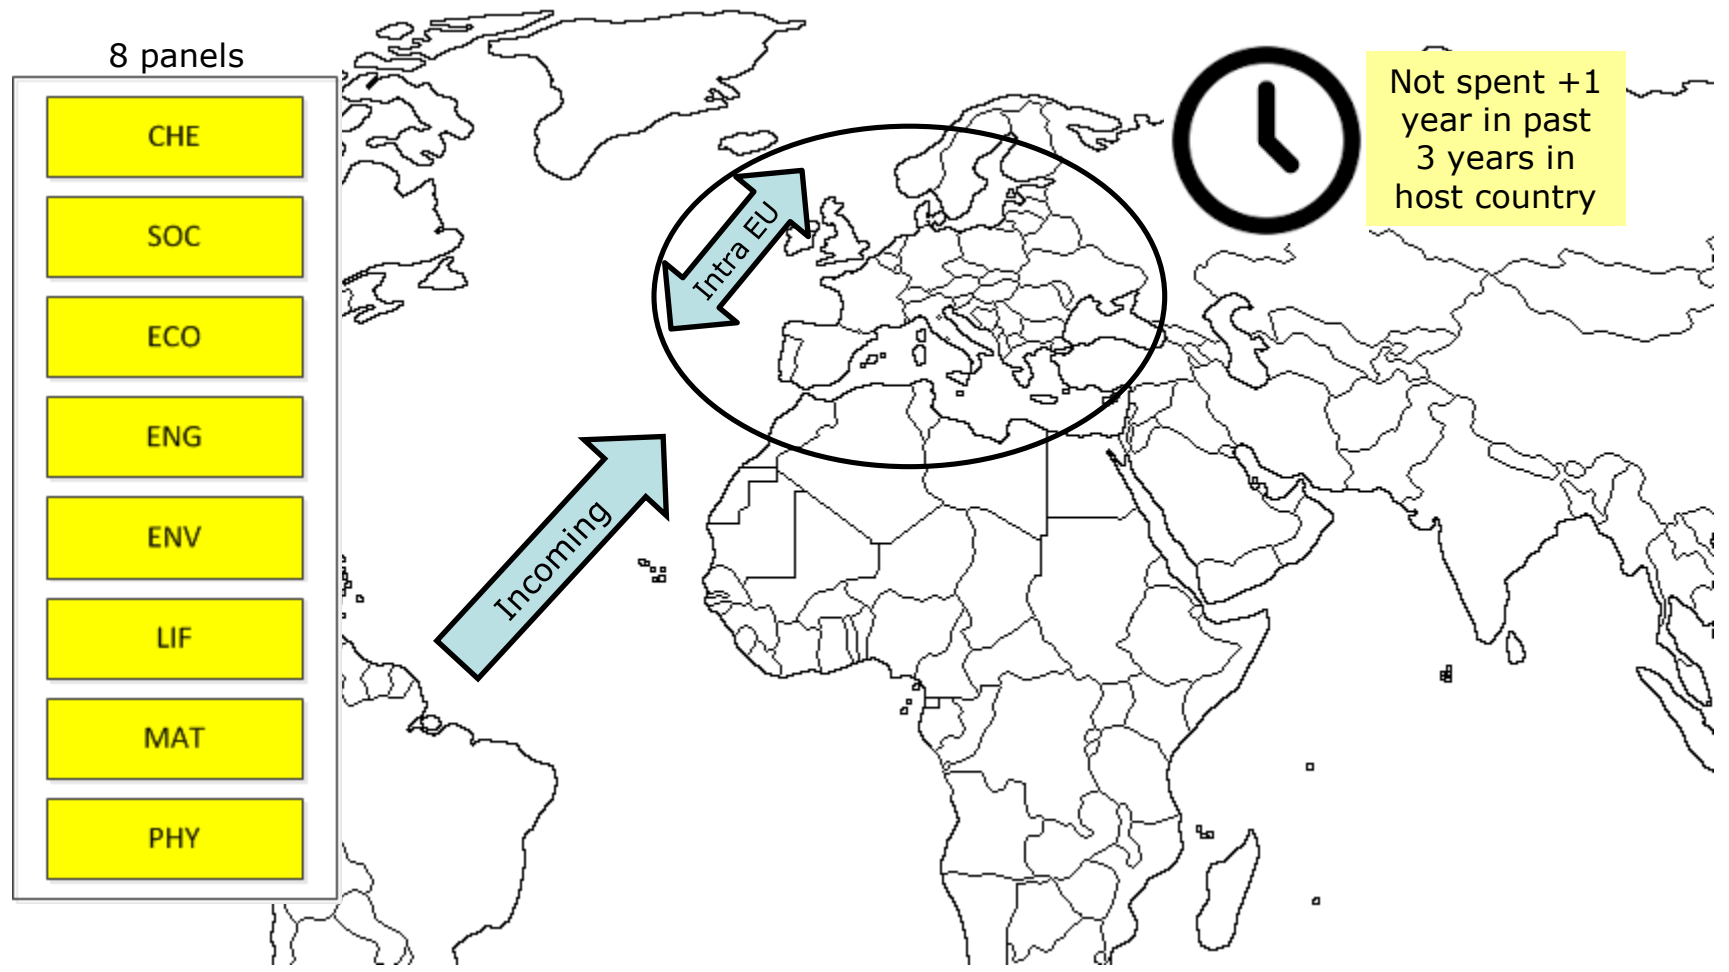 8 panels
CHE
SOC
ECO
ENG
ENV
LIF
MAT
PHY
Intra EU
Incoming
Not spent +1
year in past
3 years in
host country